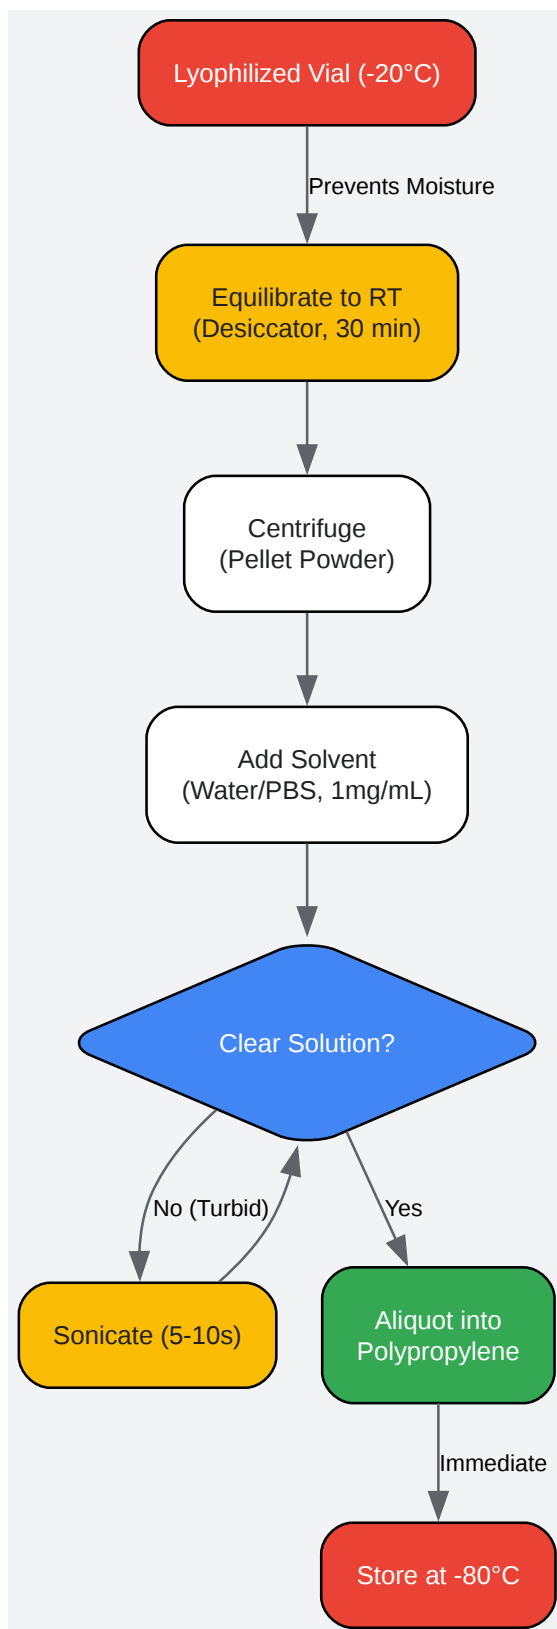 Lyophilized Vial (-20°C)
Prevents Moisture
Equilibrate to RT
(Desiccator, 30 min)
Centrifuge
(Pellet Powder)
Add Solvent
(Water/PBS, 1mg/mL)
Clear Solution?
No (Turbid)
Yes
Sonicate (5-10s)
Aliquot into
Polypropylene
Immediate
Store at -80°C